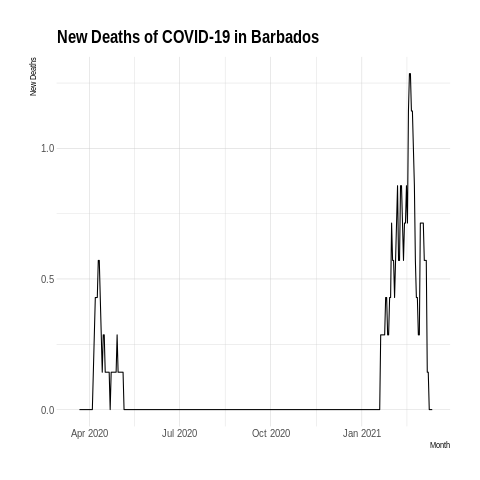 New Deaths of COVID-19 in Barbados
New Deaths
1.0
0.5
0.0
Apr 2020 Jul 2020 Oct 2020 Jan 2021
Month